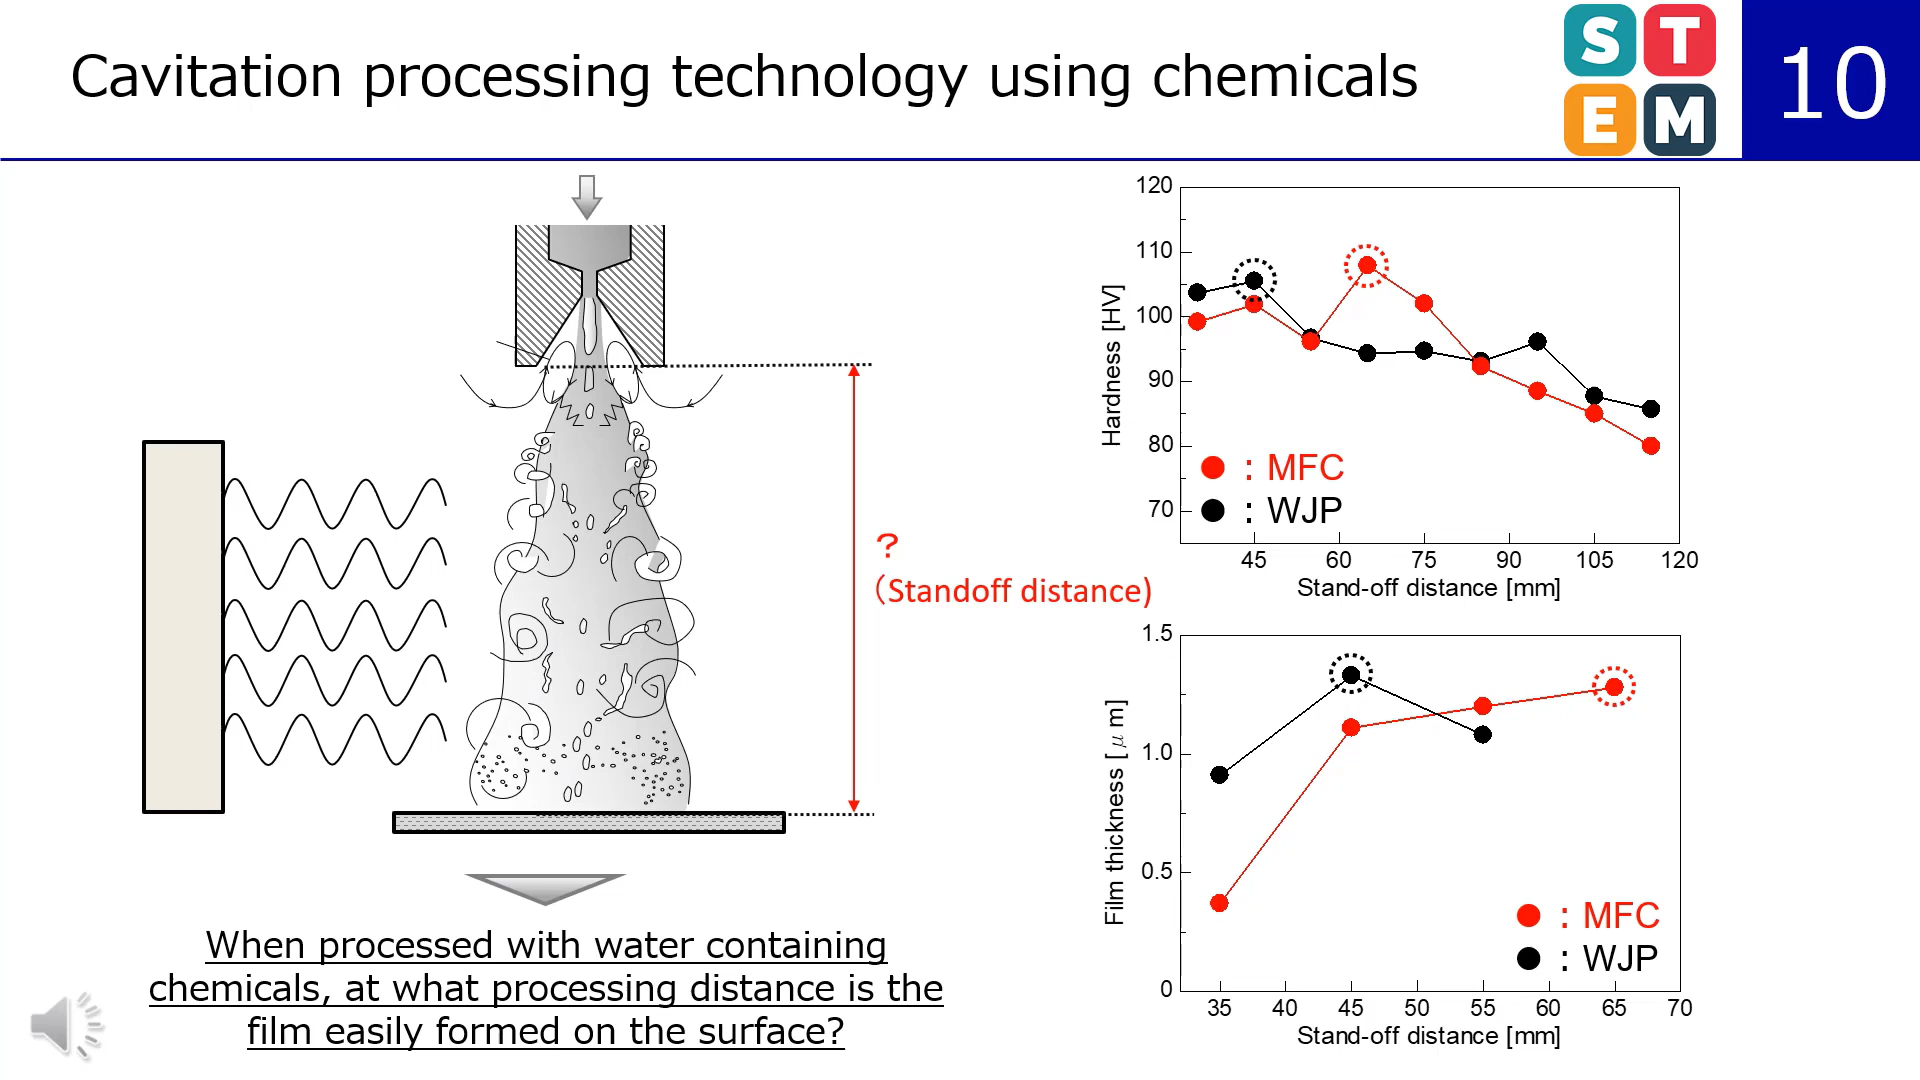 Cavitation processing technology using chemicals
S T
E M
10
?
(Standoff distance)
When processed with water containing
chemicals, at what processing distance is the
film easily formed on the surface?
120
110
100
90
80
70
Hardness [HV]
: MFC
: WJP
45 60 75 90 105 120
Stand-off distance [mm]
1.5
1.0
0.5
0
Film thickness [μm]
: MFC
: WJP
35 40 45 50 55 60 65 70
Stand-off distance [mm]